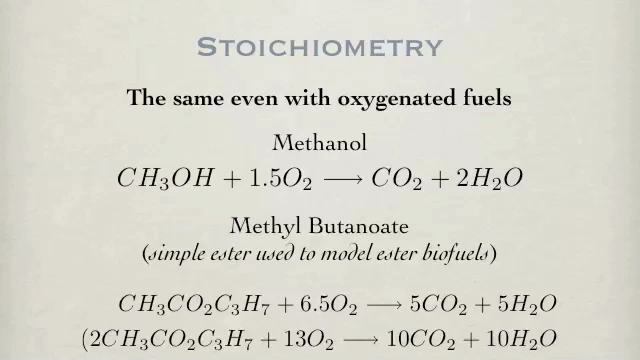 STOICHIOMETRY
The same even with oxygenated fuels
Methanol
CH₃OH + 1.5O₂ ⟶ CO₂ + 2H₂O
Methyl Butanoate
(simple ester used to model ester biofuels)
CH₃CO₂C₃H₇ + 6.5O₂ ⟶ 5CO₂ + 5H₂O
(2CH₃CO₂C₃H₇ + 13O₂ ⟶ 10CO₂ + 10H₂O